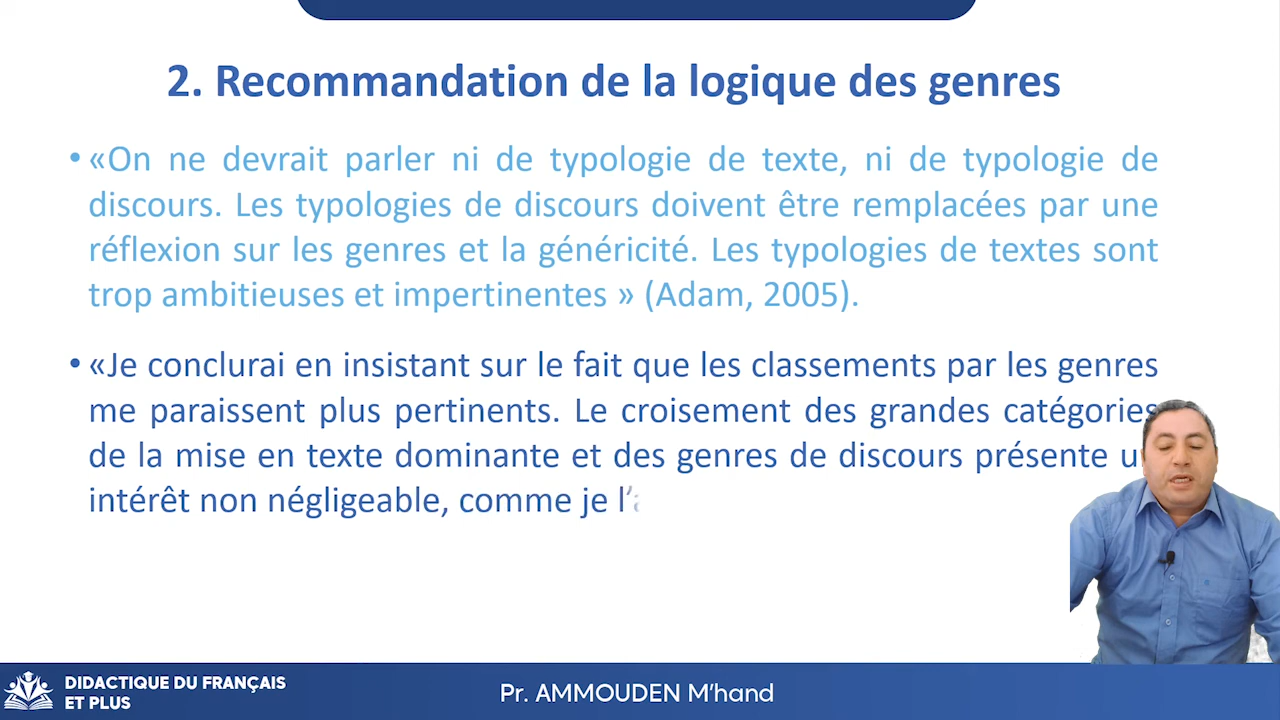 2. Recommandation de la logique des genres
• «On ne devrait parler ni de typologie de texte, ni de typologie de
discours. Les typologies de discours doivent être remplacées par une
réflexion sur les genres et la généricité. Les typologies de textes sont
trop ambitieuses et impertinentes » (Adam, 2005).
• «Je conclurai en insistant sur le fait que les classements par les genres
me paraissent plus pertinents. Le croisement des grandes catégories
de la mise en texte dominante et des genres de discours présente
intérêt non négligeable, comme je l’
DIDACTIQUE DU FRANÇAIS
ET PLUS
Pr. AMMOUDEN M’hand